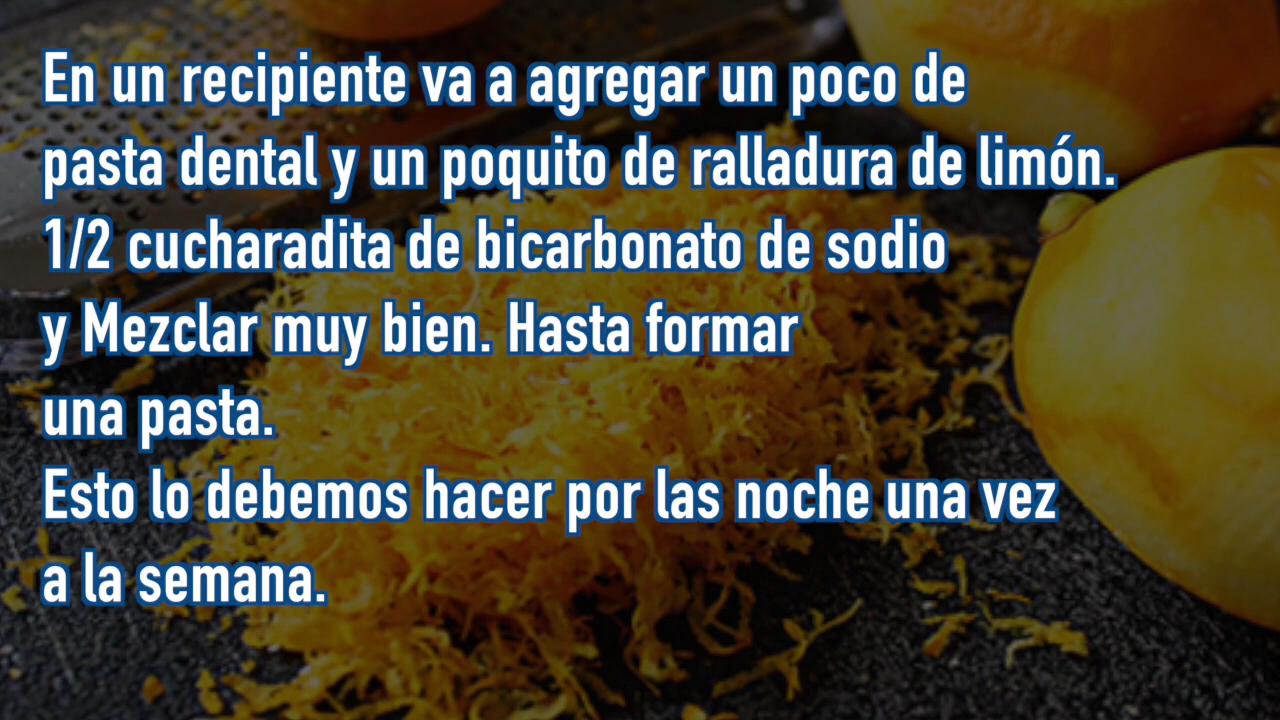 En un recipiente va a agregar un poco de
pasta dental y un poquito de ralladura de limón.
1/2 cucharadita de bicarbonato de sodio
y Mezclar muy bien. Hasta formar
una pasta.
Esto lo debemos hacer por las noche una vez
a la semana.